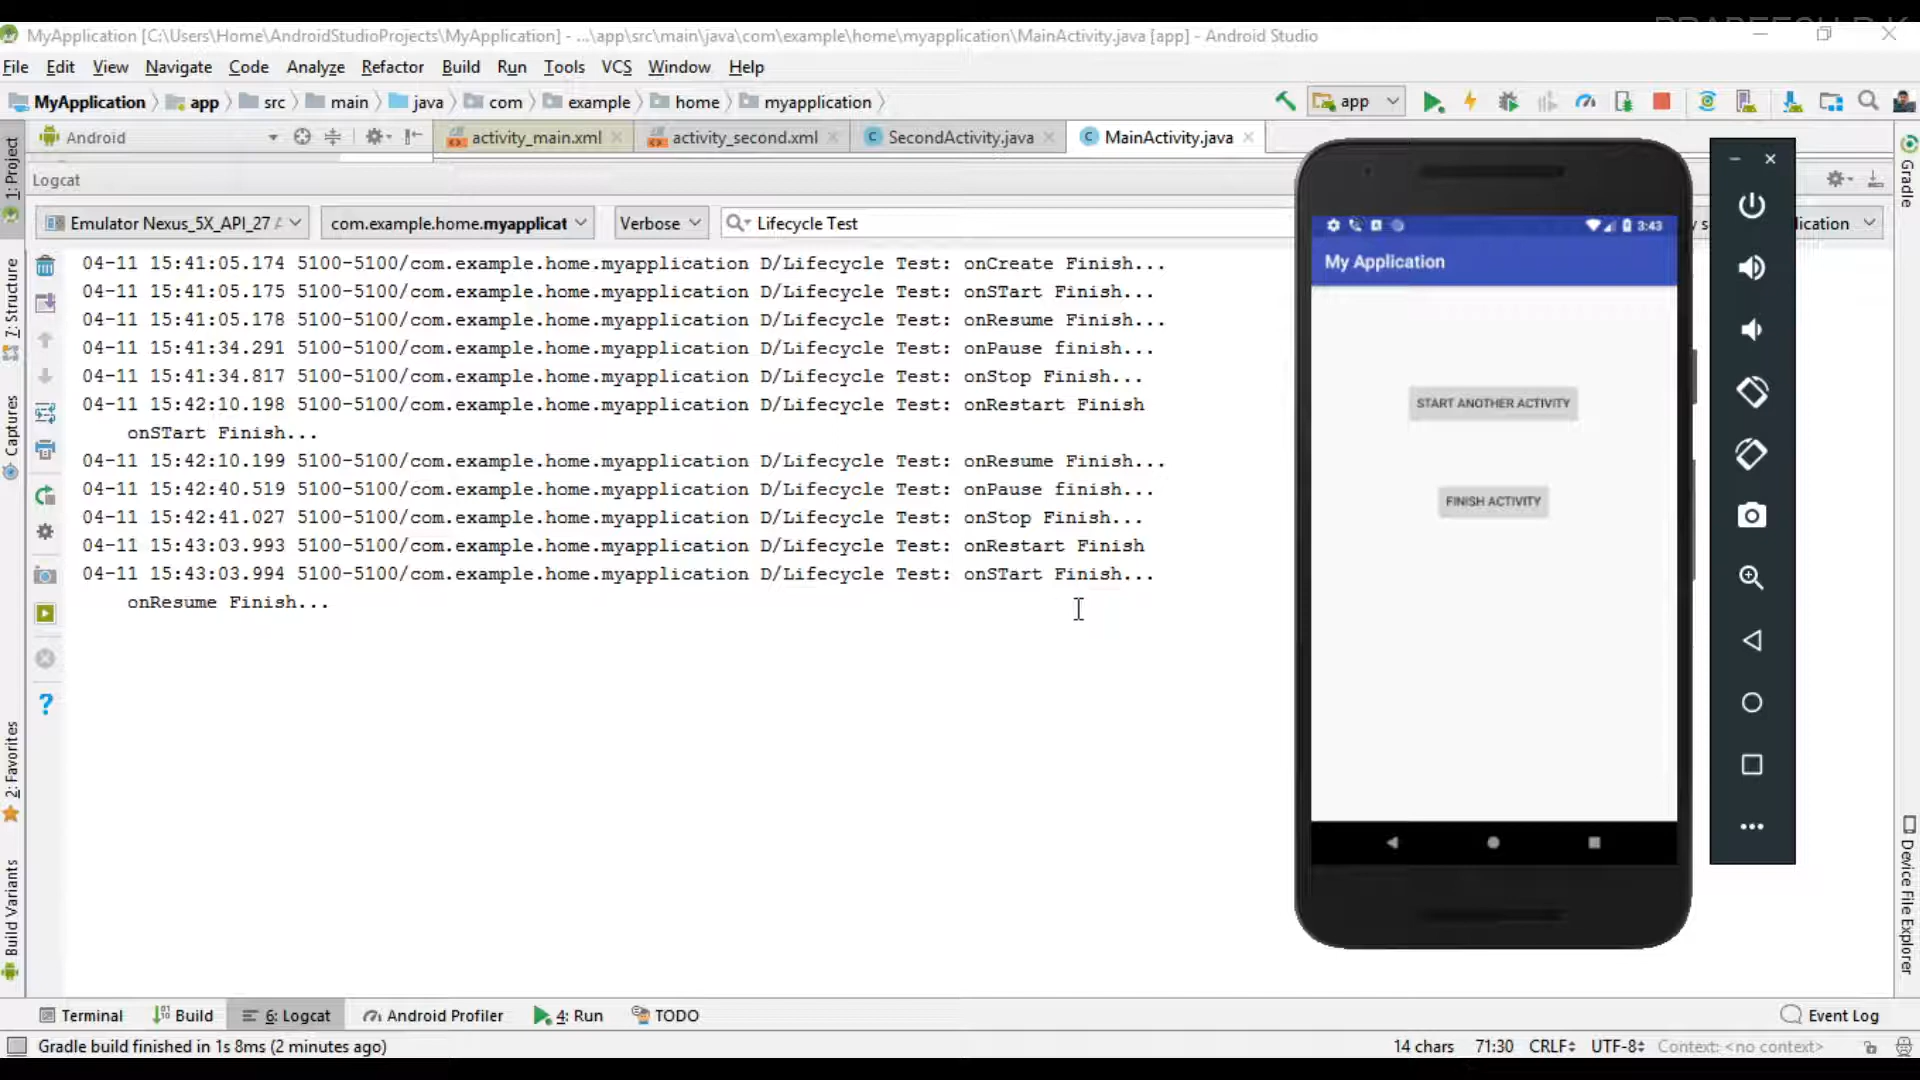 MyApplication [C:\Users\Home\AndroidStudioProjects\MyApplication] - ...\app\src\main\java\com\example\home\myapplication\MainActivity.java [app] - Android Studio
File Edit View Navigate Code Analyze Refactor Build Run Tools VCS Window Help
MyApplication app src main java com example home myapplication app
Android activity_main.xml activity_second.xml SecondActivity.java MainActivity.java
Logcat
Emulator Nexus_5X_API_27 com.example.home.myapplicat Verbose Lifecycle Test lication
04-11 15:41:05.174 5100-5100/com.example.home.myapplication D/Lifecycle Test: onCreate Finish...
04-11 15:41:05.175 5100-5100/com.example.home.myapplication D/Lifecycle Test: onSTart Finish...
04-11 15:41:05.178 5100-5100/com.example.home.myapplication D/Lifecycle Test: onResume Finish...
04-11 15:41:34.291 5100-5100/com.example.home.myapplication D/Lifecycle Test: onPause finish...
04-11 15:41:34.817 5100-5100/com.example.home.myapplication D/Lifecycle Test: onStop Finish...
04-11 15:42:10.198 5100-5100/com.example.home.myapplication D/Lifecycle Test: onRestart Finish
onSTart Finish...
04-11 15:42:10.199 5100-5100/com.example.home.myapplication D/Lifecycle Test: onResume Finish...
04-11 15:42:40.519 5100-5100/com.example.home.myapplication D/Lifecycle Test: onPause finish...
04-11 15:42:41.027 5100-5100/com.example.home.myapplication D/Lifecycle Test: onStop Finish...
04-11 15:43:03.993 5100-5100/com.example.home.myapplication D/Lifecycle Test: onRestart Finish
04-11 15:43:03.994 5100-5100/com.example.home.myapplication D/Lifecycle Test: onSTart Finish...
onResume Finish...
3:43
My Application
START ANOTHER ACTIVITY
FINISH ACTIVITY
1: Project
7: Structure
Captures
2: Favorites
Build Variants
Gradle
Device File Explorer
Terminal Build 6: Logcat Android Profiler 4: Run TODO Event Log
Gradle build finished in 1s 8ms (2 minutes ago) 14 chars 71:30 CRLF UTF-8 Context: <no context>